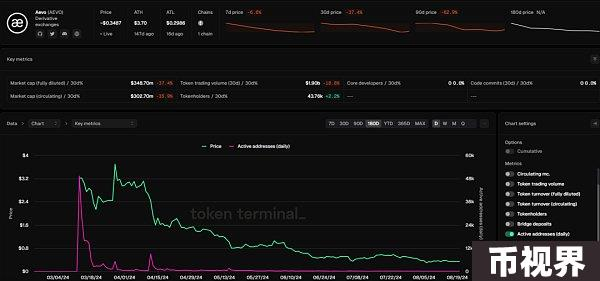 Aevo (AEVO)
Derivative exchanges
Price
~$0.3487
• Live
ATH
$3.70
147d ago
ATL
$0.2986
16d ago
Chains
1 chain
7d price -6.8%
30d price -37.4%
90d price -62.9%
180d price N/A
Key metrics
Market cap (fully diluted) / 30d% $348.70m -37.4%
Token trading volume (30d) / 30d% $1.90b -18.8%
Core developers / 30d% 0 0.0%
Code commits (30d) / 30d% 0 0.0%
Market cap (circulating) / 30d% $302.70m -35.9%
Tokenholders / 30d% 43.76k +2.2%
Data > Chart > Key metrics
7D 30D 90D 180D YTD 365D MAX D W M Q
Chart settings
Options
Cumulative
Metrics
Circulating mc.
Token trading volume
Token turnover (fully diluted)
Token turnover (circulating)
Tokenholders
Bridge deposits
Active addresses (daily)
Price Active addresses (daily)
$4
$3.2
$2.4
$1.6
$0.8
$0
Price
60k
48k
36k
24k
12k
0
Active addresses (daily)
token terminal_
03/04/24 03/18/24 04/01/24 04/15/24 04/29/24 05/13/24 05/27/24 06/10/24 06/24/24 07/08/24 07/22/24 08/05/24 08/19/24
币视界